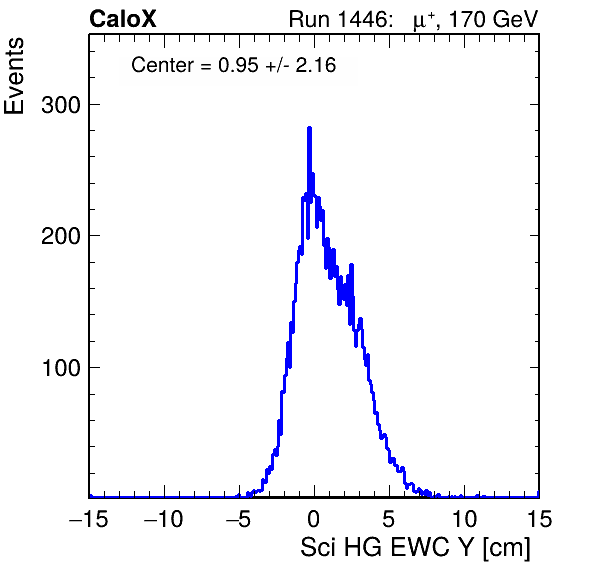 CaloX Run 1446: μ⁺, 170 GeV
Center = 0.95 +/- 2.16
Events
300
200
100
−15 −10 −5 0 5 10 15
Sci HG EWC Y [cm]